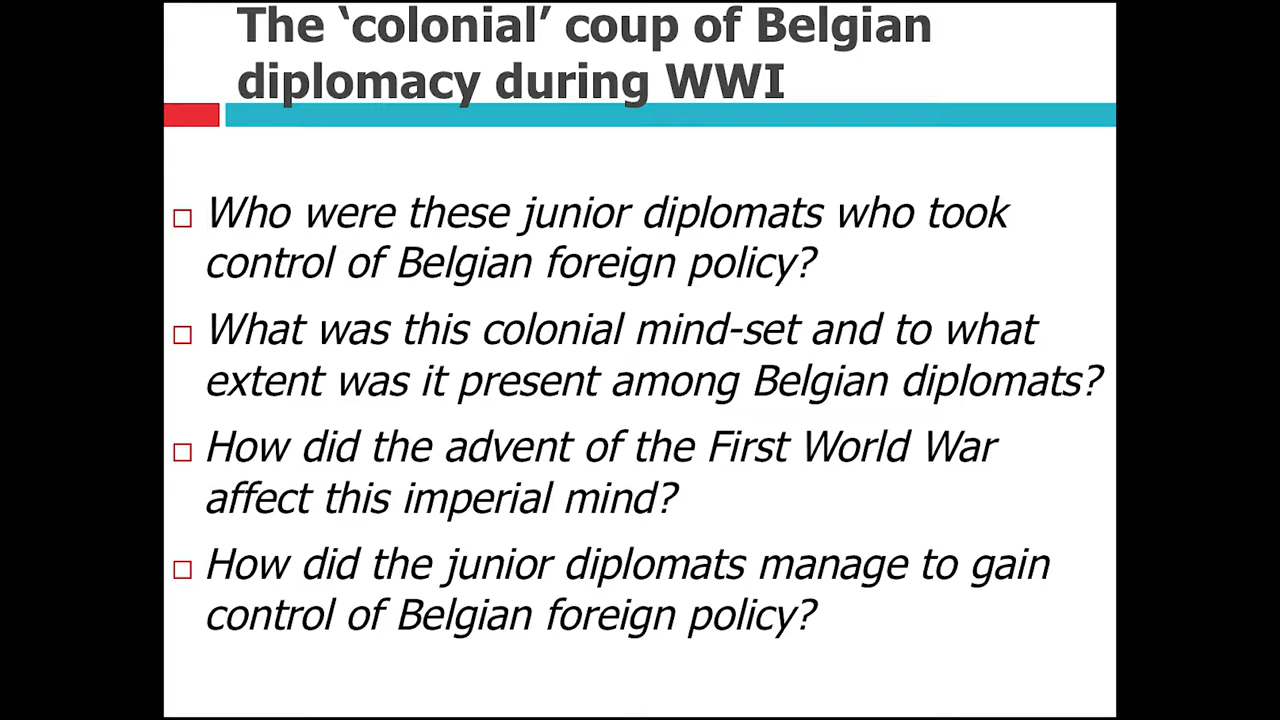 The ‘colonial’ coup of Belgian
diplomacy during WWI
Who were these junior diplomats who took
control of Belgian foreign policy?
What was this colonial mind-set and to what
extent was it present among Belgian diplomats?
How did the advent of the First World War
affect this imperial mind?
How did the junior diplomats manage to gain
control of Belgian foreign policy?